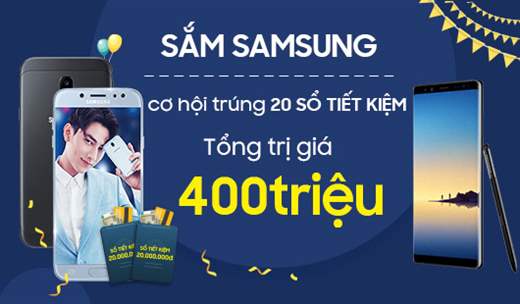 SẮM SAMSUNG
cơ hội trúng 20 SỔ TIẾT KIỆM
Tổng trị giá
400triệu
SAMSUNG
SỔ TIẾT KIỆM
20.000.000đ
SỔ TIẾT KIỆM
20.000.000đ